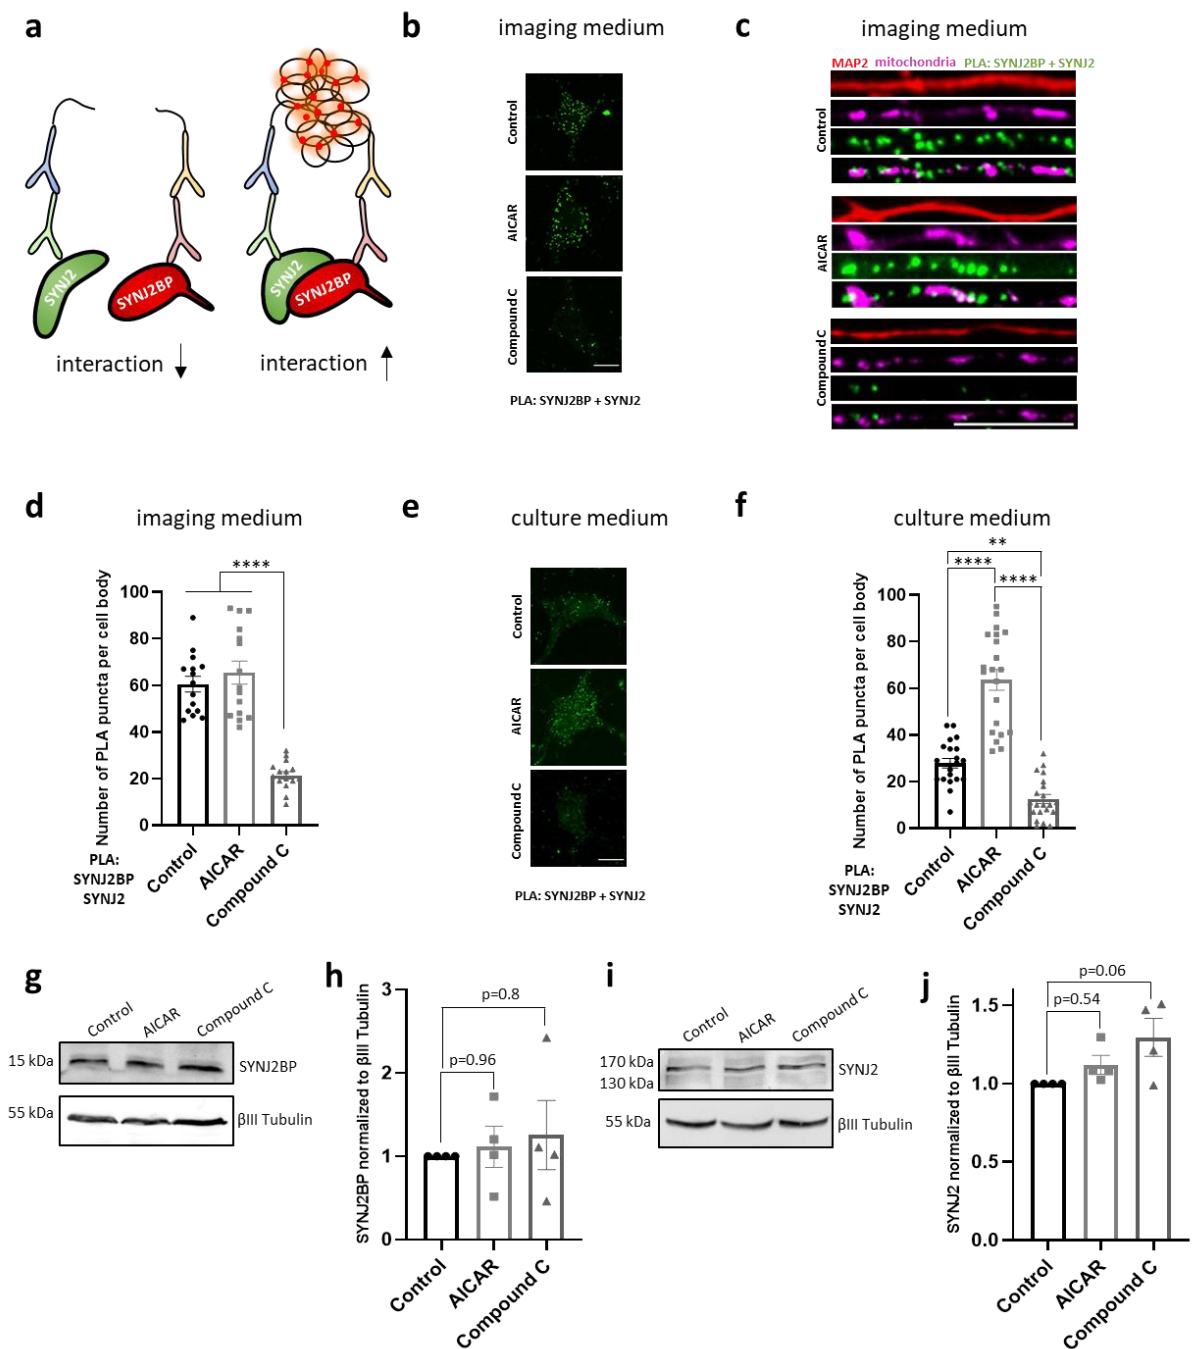 a
SYNJ2
SYNJ2BP
interaction
SYNJ2
SYNJ2BP
interaction
b
imaging medium
Control
AICAR
Compound C
PLA: SYNJ2BP + SYNJ2
c
imaging medium
MAP2 mitochondria PLA: SYNJ2BP + SYNJ2
Control
AICAR
Compound C
d
imaging medium
****
Number of PLA puncta per cell body
100
80
60
40
20
0
PLA:
SYNJ2BP
SYNJ2
Control
AICAR
Compound C
e
culture medium
Control
AICAR
Compound C
PLA: SYNJ2BP + SYNJ2
f
culture medium
**
****
****
Number of PLA puncta per cell body
100
80
60
40
20
0
PLA:
SYNJ2BP
SYNJ2
Control
AICAR
Compound C
g
Control
AICAR
Compound C
15 kDa
SYNJ2BP
55 kDa
βIII Tubulin
h
SYNJ2BP normalized to βIII Tubulin
3
2
1
0
p=0.8
p=0.96
Control
AICAR
Compound C
i
Control
AICAR
Compound C
170 kDa
130 kDa
SYNJ2
55 kDa
βIII Tubulin
j
SYNJ2 normalized to βIII Tubulin
1.5
1.0
0.5
0.0
p=0.06
p=0.54
Control
AICAR
Compound C